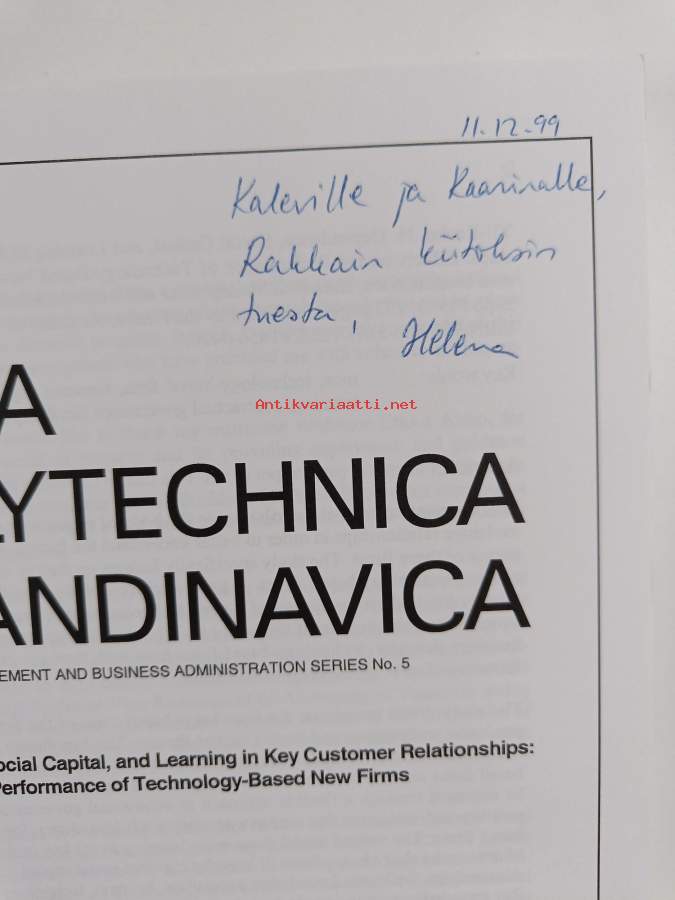 11.12.99
Kaleville ja Kaarinalle,
Rakkain kiitoksin
tuesta, Helena
Antikvariaatti.net
A
LYTECHNICA
ANDINAVICA
EMENT AND BUSINESS ADMINISTRATION SERIES No. 5
ocial Capital, and Learning in Key Customer Relationships:
Performance of Technology-Based New Firms